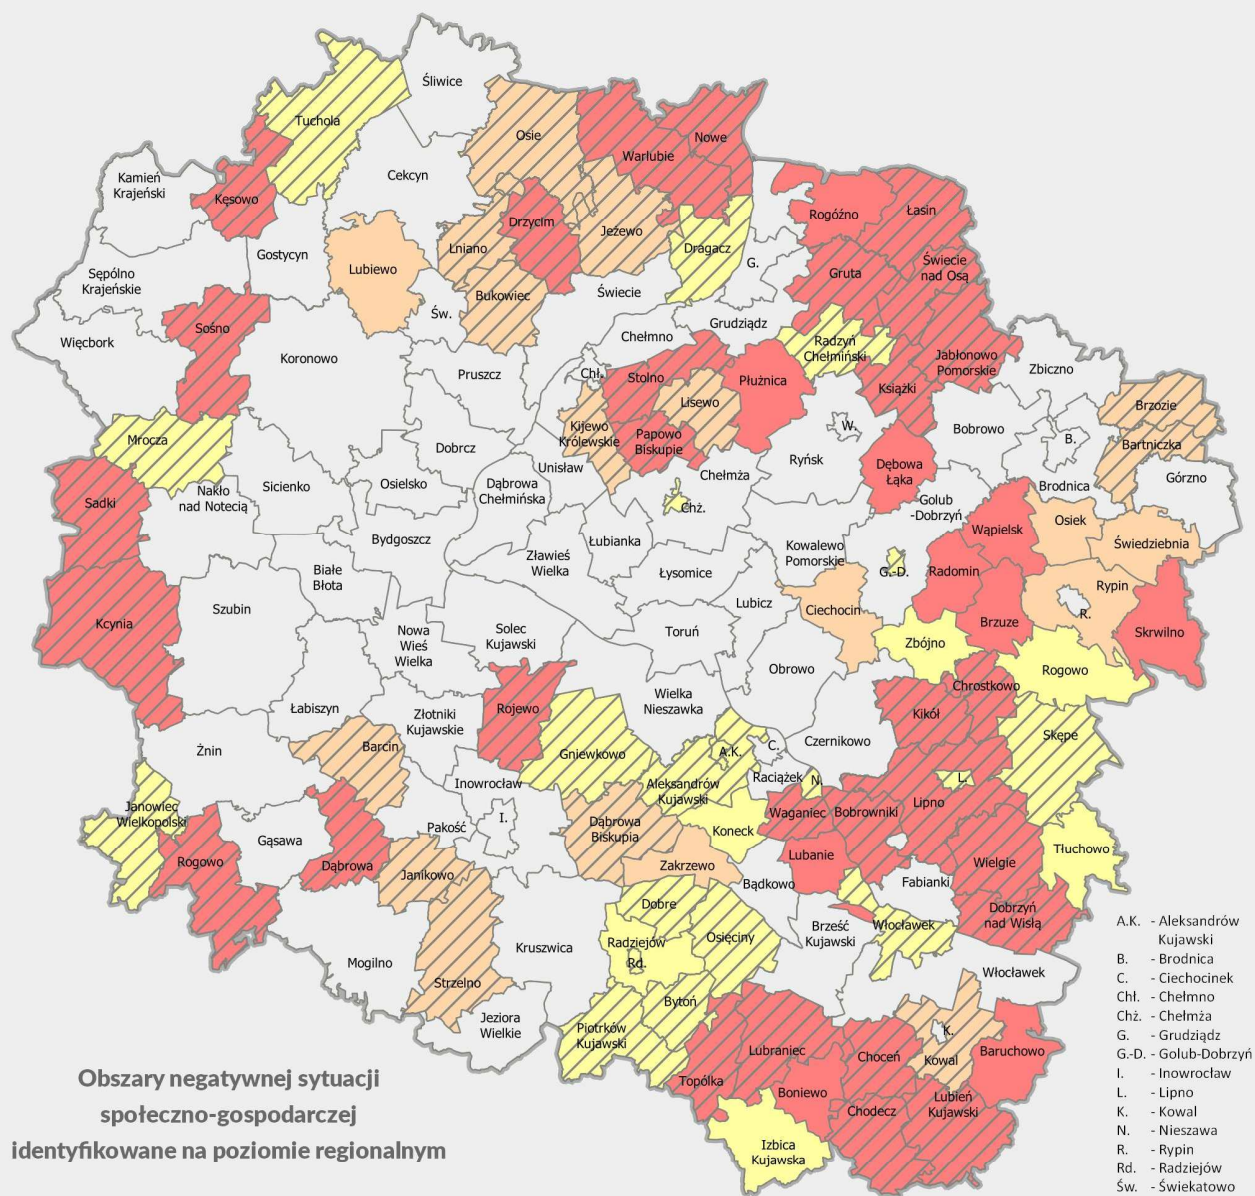 Śliwice
Tuchola
Osie
Nowe
Warlubie
Kamień
Krajeński
Cekcyn
Kęsowo
Rogóźno
Łasin
Drzycim
Jeżewo
Gostycyn
Lniano
Dragacz
G.
Świecie
nad Osą
Lubiewo
Gruta
Sępólno
Krajeńskie
Bukowiec
Świecie
Św.
Sośno
Grudziądz
Więcbork
Chełmno
Radzyń
Chełmiński
Koronowo
Jabłonowo
Pomorskie
Zbiczno
Pruszcz
Chł.
Stolno
Płużnica
Książki
Lisewo
Brzozie
Kijewo
Królewskie
W.
Bobrowo
Mrocza
Papowo
Biskupie
B.
Bartniczka
Dobrcz
Ryńsk
Unisław
Dębowa
Łąka
Chełmża
Górzno
Osielsko
Dąbrowa
Chełmińska
Sicienko
Brodnica
Nakło
nad Notecią
Golub
-Dobrzyń
Sadki
Chż.
Osiek
Wąpielsk
Bydgoszcz
Łubianka
Świedziebnia
Kowalewo
Pomorskie
Zławieś
Wielka
Białe
Błota
Łysomice
G.-D.
Radomin
Rypin
Szubin
Lubicz
Ciechocin
R.
Kcynia
Brzuze
Solec
Kujawski
Toruń
Skrwilno
Nowa
Wieś
Wielka
Zbójno
Obrowo
Rogowo
Chrostkowo
Wielka
Nieszawka
Łabiszyn
Rojewo
Złotniki
Kujawskie
Kikół
Skępe
Czernikowo
Barcin
Żnin
C.
A.K.
Gniewkowo
Raciążek
N.
L.
Inowrocław
Aleksandrów
Kujawski
Lipno
Janowiec
Wielkopolski
Waganiec
Bobrowniki
I.
Dąbrowa
Biskupia
Pakość
Koneck
Gąsawa
Tłuchowo
Lubanie
Rogowo
Dąbrowa
Wielgie
Zakrzewo
Janikowo
Fabianki
Bądkowo
Dobre
Dobrzyń
nad Wisłą
Brześć
Kujawski
Włocławek
Osięciny
Radziejów
Kruszwica
Rd.
Mogilno
Włocławek
Strzelno
Bytoń
Jeziora
Wielkie
Piotrków
Kujawski
K.
Lubraniec
Baruchowo
Choceń
Kowal
Topólka
Boniewo
Lubień
Kujawski
Chodecz
Izbica
Kujawska
Obszary negatywnej sytuacji
społeczno-gospodarczej
identyfikowane na poziomie regionalnym
A.K. - Aleksandrów
Kujawski
B. - Brodnica
C. - Ciechocinek
Chł. - Chełmno
Chż. - Chełmża
G. - Grudziądz
G.-D. - Golub-Dobrzyń
I. - Inowrocław
L. - Lipno
K. - Kowal
N. - Nieszawa
R. - Rypin
Rd. - Radziejów
Św. - Świekatowo